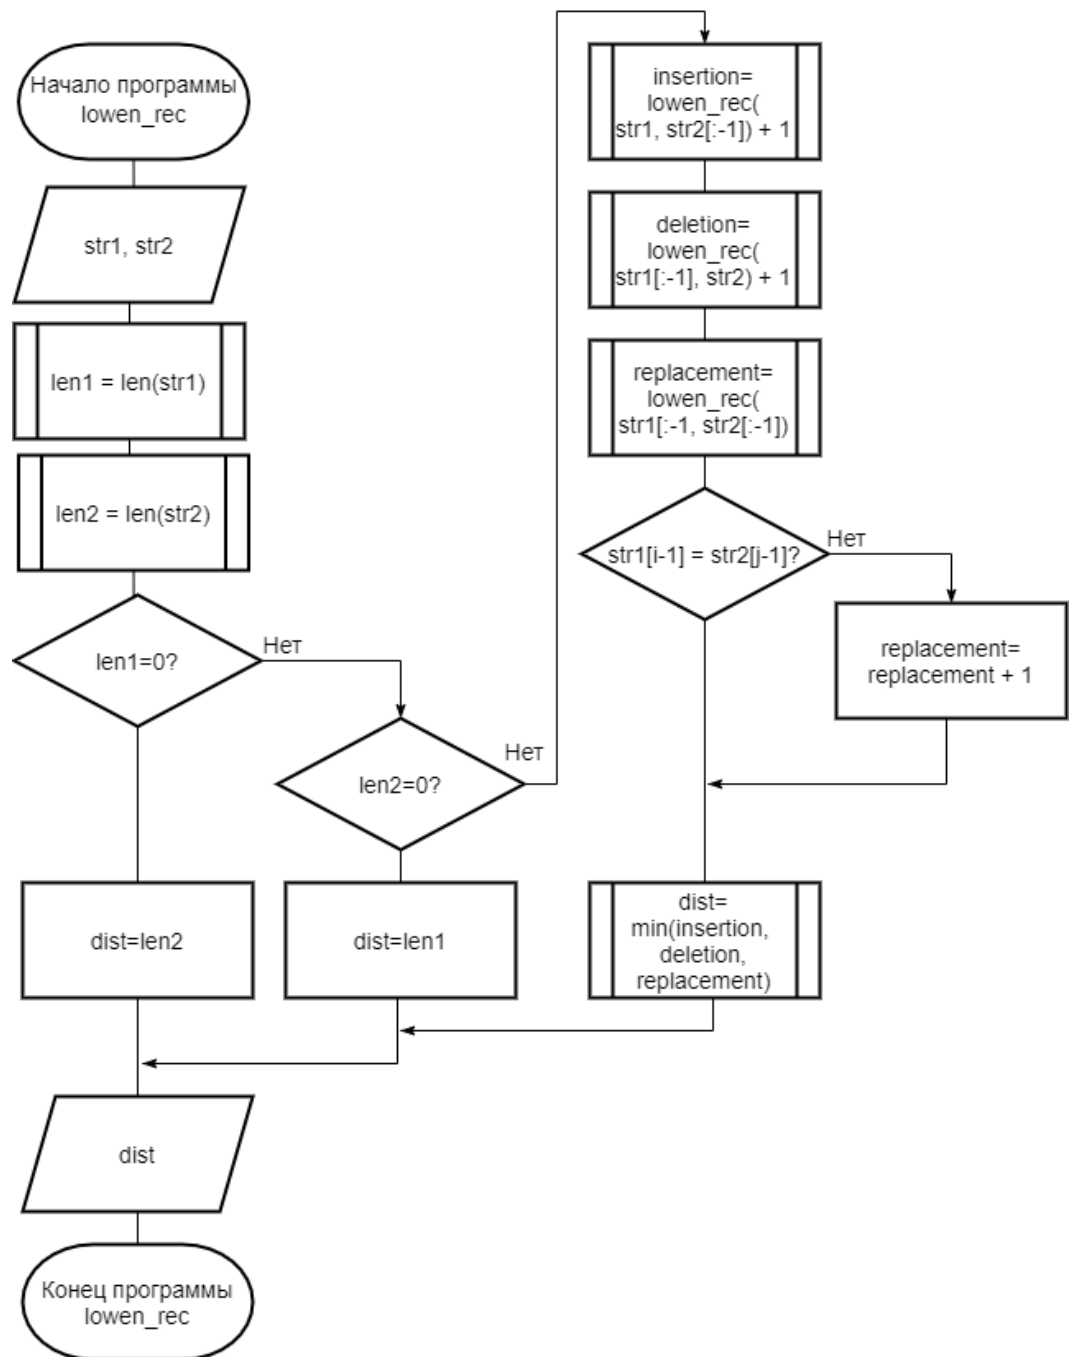 Начало программы
lowen_rec
str1, str2
len1 = len(str1)
len2 = len(str2)
len1=0?
Нет
len2=0?
Нет
insertion=
lowen_rec(
str1, str2[:-1]) + 1
deletion=
lowen_rec(
str1[:-1], str2) + 1
replacement=
lowen_rec(
str1[:-1, str2[:-1])
str1[i-1] = str2[j-1]?
Нет
replacement=
replacement + 1
dist=len2
dist=len1
dist=
min(insertion,
deletion,
replacement)
dist
Конец программы
lowen_rec